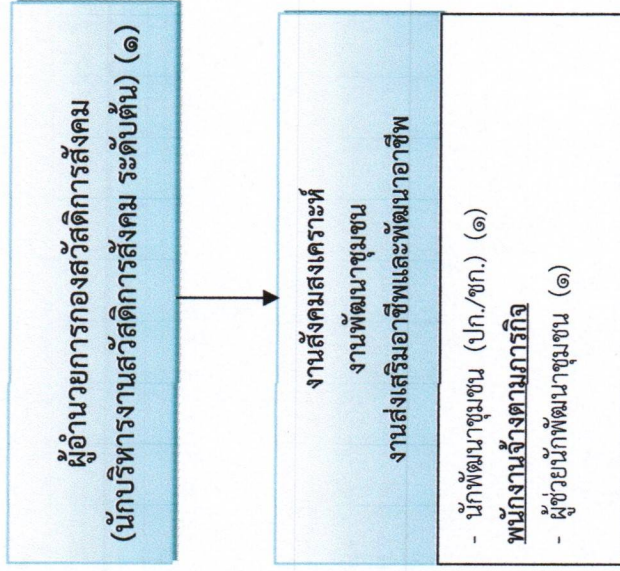 ผู้อำนวยการกองสวัสดิการสังคม
(นักบริหารงานสวัสดิการสังคม ระดับต้น) (๑)
งานสังคมสงเคราะห์
งานพัฒนาชุมชน
งานส่งเสริมอาชีพและพัฒนาอาชีพ
- นักพัฒนาชุมชน (ปก./ชก.) (๑)
พนักงานจ้างตามภารกิจ
- ผู้ช่วยนักพัฒนาชุมชน (๑)